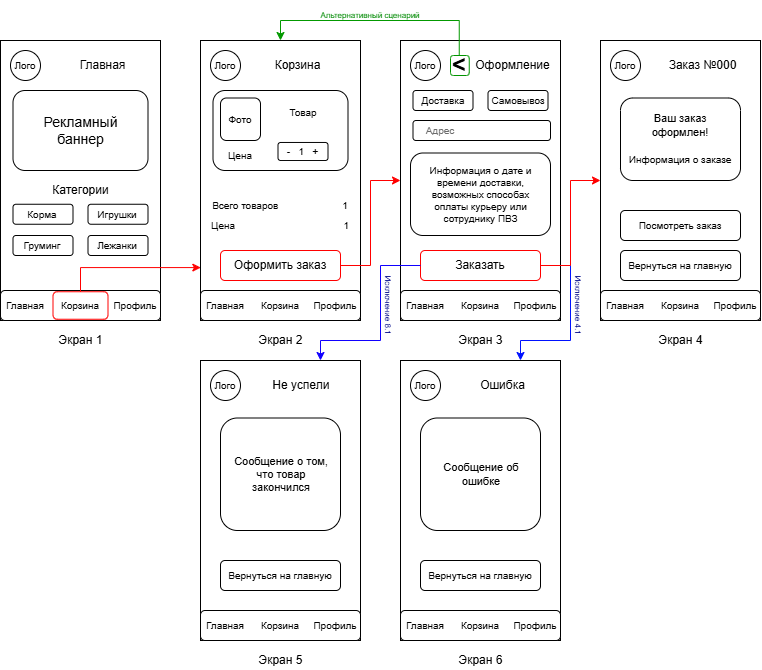 Альтернативный сценарий
Лого
Главная
Рекламный
баннер
Категории
Корма
Игрушки
Груминг
Лежанки
Главная
Корзина
Профиль
Экран 1
Лого
Корзина
Фото
Товар
Цена
- 1 +
Всего товаров 1
Цена 1
Оформить заказ
Главная
Корзина
Профиль
Экран 2
Лого
<
Оформление
Доставка
Самовывоз
Адрес
Информация о дате и
времени доставки,
возможных способах
оплаты курьеру или
сотруднику ПВЗ
Заказать
Главная
Корзина
Профиль
Экран 3
Лого
Заказ №000
Ваш заказ
оформлен!
Информация о заказе
Посмотреть заказ
Вернуться на главную
Главная
Корзина
Профиль
Экран 4
Исключение 8.1
Исключение 4.1
Лого
Не успели
Сообщение о том,
что товар
закончился
Вернуться на главную
Главная
Корзина
Профиль
Экран 5
Лого
Ошибка
Сообщение об
ошибке
Вернуться на главную
Главная
Корзина
Профиль
Экран 6